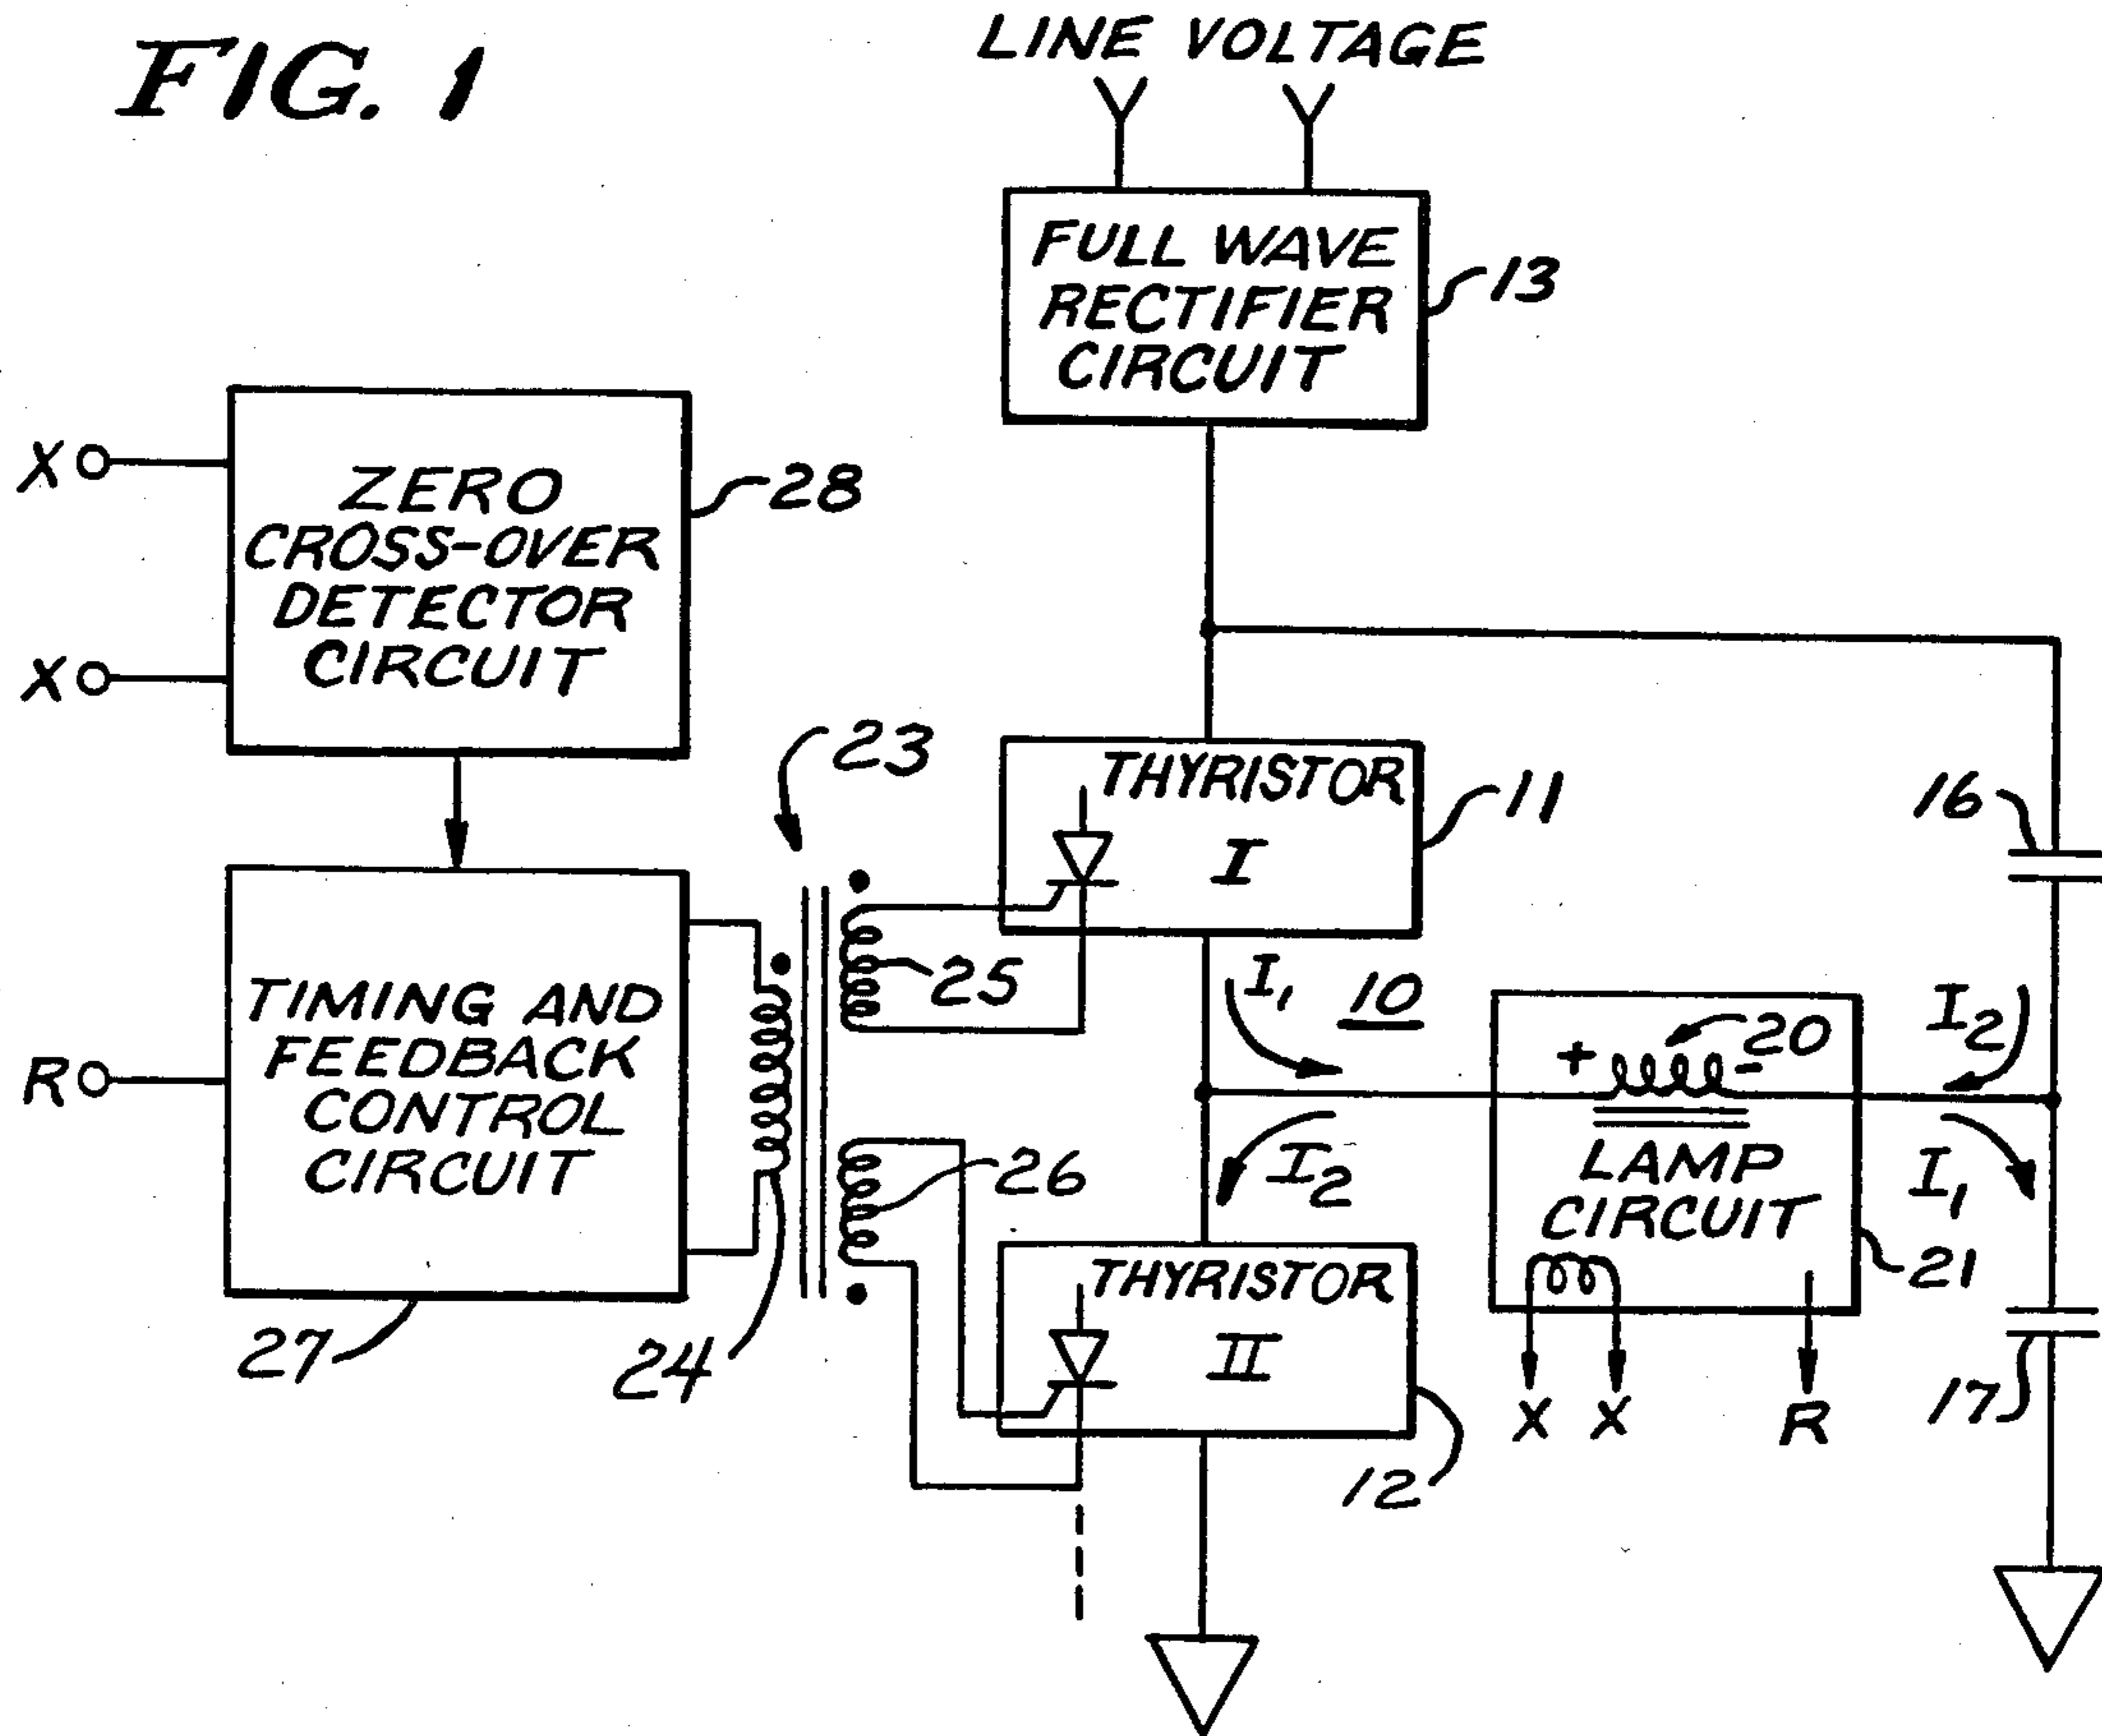 FIG. 1
LINE VOLTAGE
FULL WAVE
RECTIFIER
CIRCUIT
13
X
X
ZERO
CROSS-OVER
DETECTOR
CIRCUIT
28
23
THYRISTOR
I
11
16
R
TIMING AND
FEEDBACK
CONTROL
CIRCUIT
27
24
25
26
I₁
10
I₂
+
20
-
LAMP
CIRCUIT
21
X X R
I₂
I₁
THYRISTOR
II
12
17